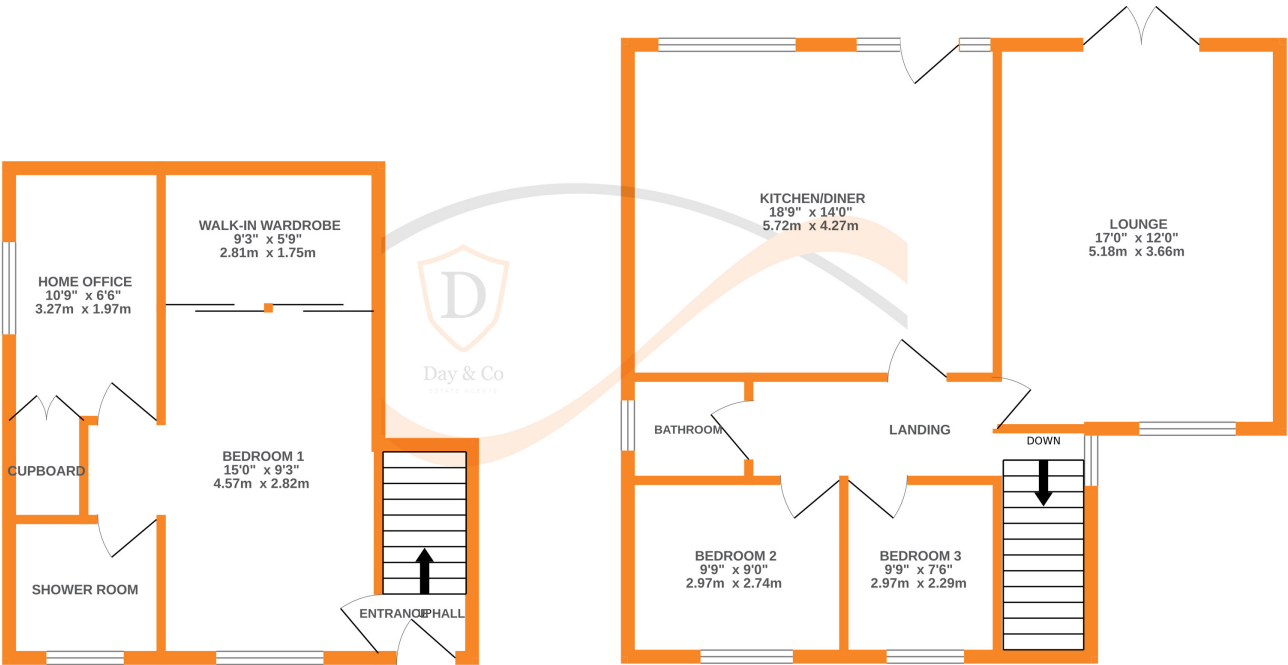 WALK-IN WARDROBE
9'3" x 5'9"
2.81m x 1.75m
HOME OFFICE
10'9" x 6'6"
3.27m x 1.97m
CUPBOARD
BEDROOM 1
15'0" x 9'3"
4.57m x 2.82m
SHOWER ROOM
ENTRANCE HALL
UP
D
Day & Co
ESTATE AGENTS
KITCHEN/DINER
18'9" x 14'0"
5.72m x 4.27m
LOUNGE
17'0" x 12'0"
5.18m x 3.66m
BATHROOM
LANDING
DOWN
BEDROOM 2
9'9" x 9'0"
2.97m x 2.74m
BEDROOM 3
9'9" x 7'6"
2.97m x 2.29m